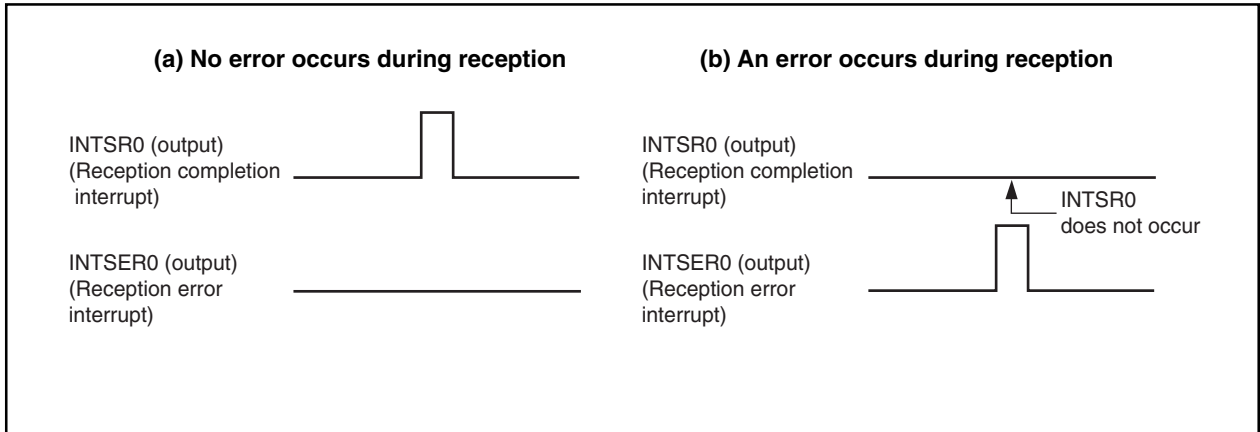 (a) No error occurs during reception
INTSR0 (output)
(Reception completion
interrupt)
INTSER0 (output)
(Reception error
interrupt)
(b) An error occurs during reception
INTSR0 (output)
(Reception completion
interrupt)
INTSR0
does not occur
INTSER0 (output)
(Reception error
interrupt)